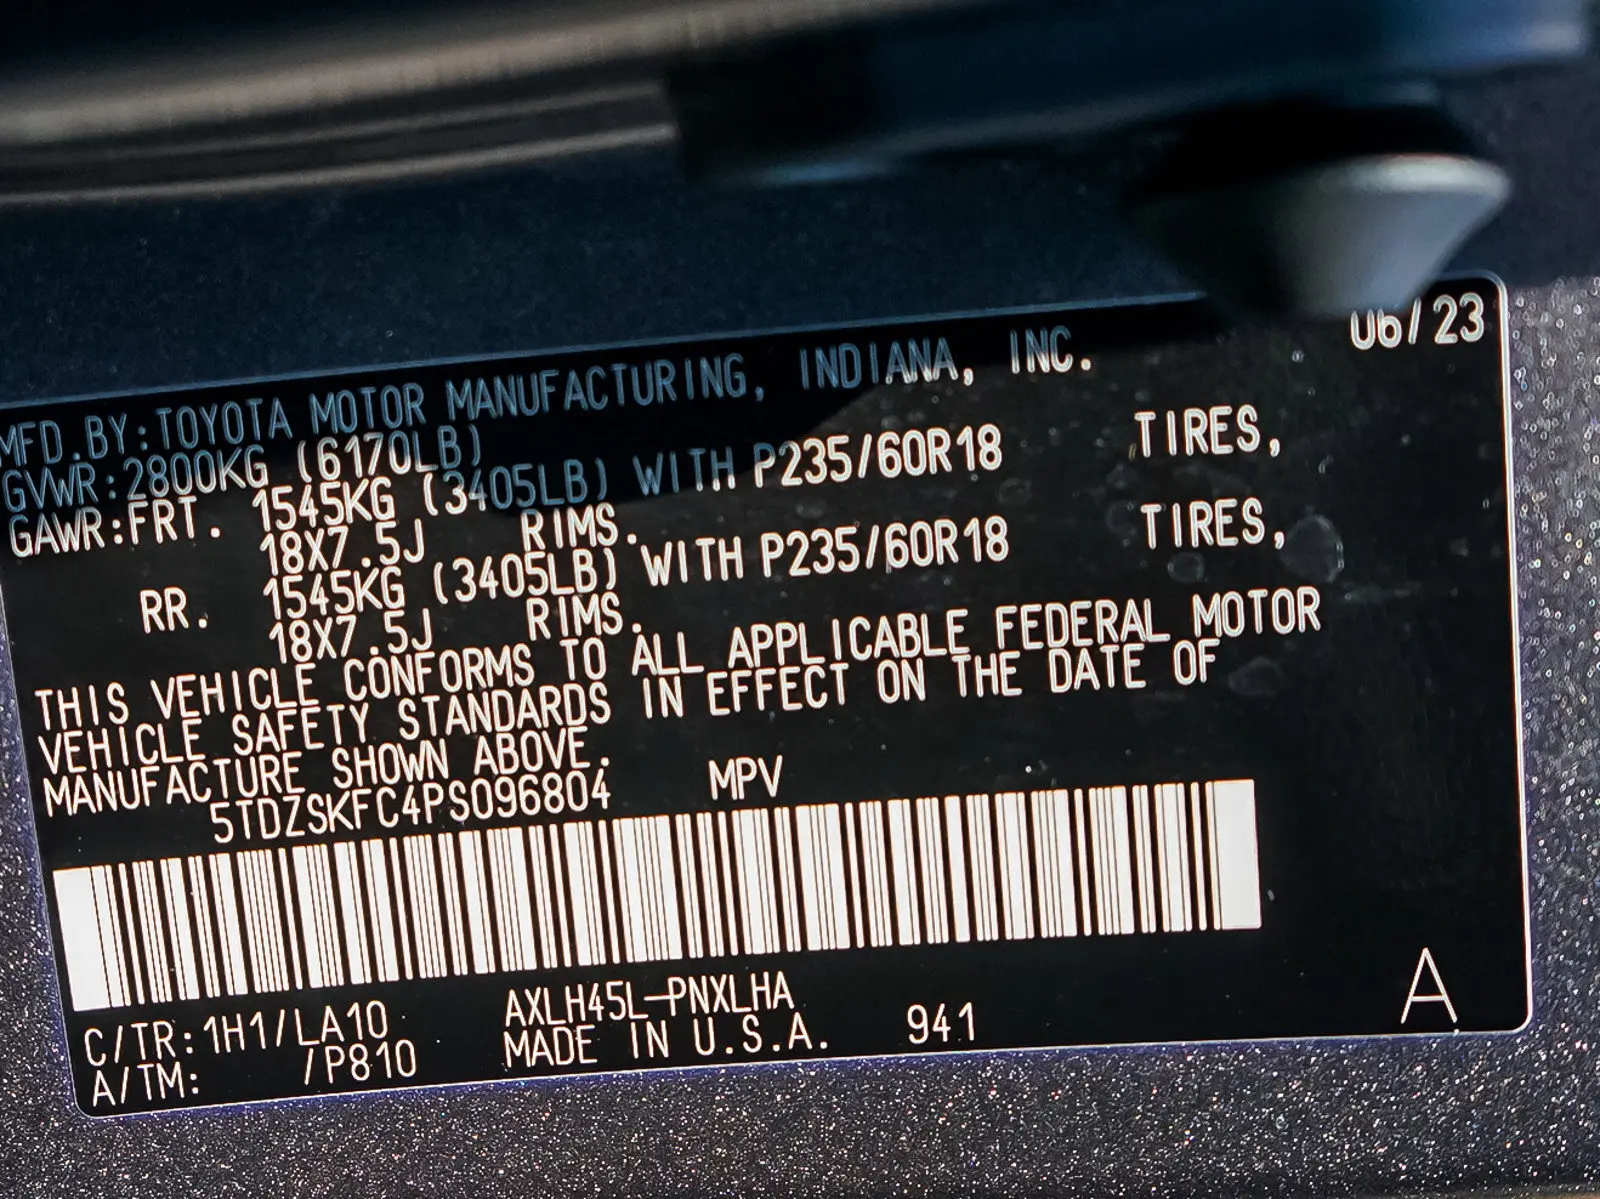 06/23
MFD.BY:TOYOTA MOTOR MANUFACTURING, INDIANA, INC.
GVWR:2800KG (6170LB)
GAWR:FRT. 1545KG (3405LB) WITH P235/60R18 TIRES,
18X7.5J RIMS.
RR. 1545KG (3405LB) WITH P235/60R18 TIRES,
18X7.5J RIMS.
THIS VEHICLE CONFORMS TO ALL APPLICABLE FEDERAL MOTOR
VEHICLE SAFETY STANDARDS IN EFFECT ON THE DATE OF
MANUFACTURE SHOWN ABOVE.
5TDZSKFC4PS096804 MPV
C/TR:1H1/LA10 AXLH45L-PNXLHA
A/TM: /P810 MADE IN U.S.A. 941 A